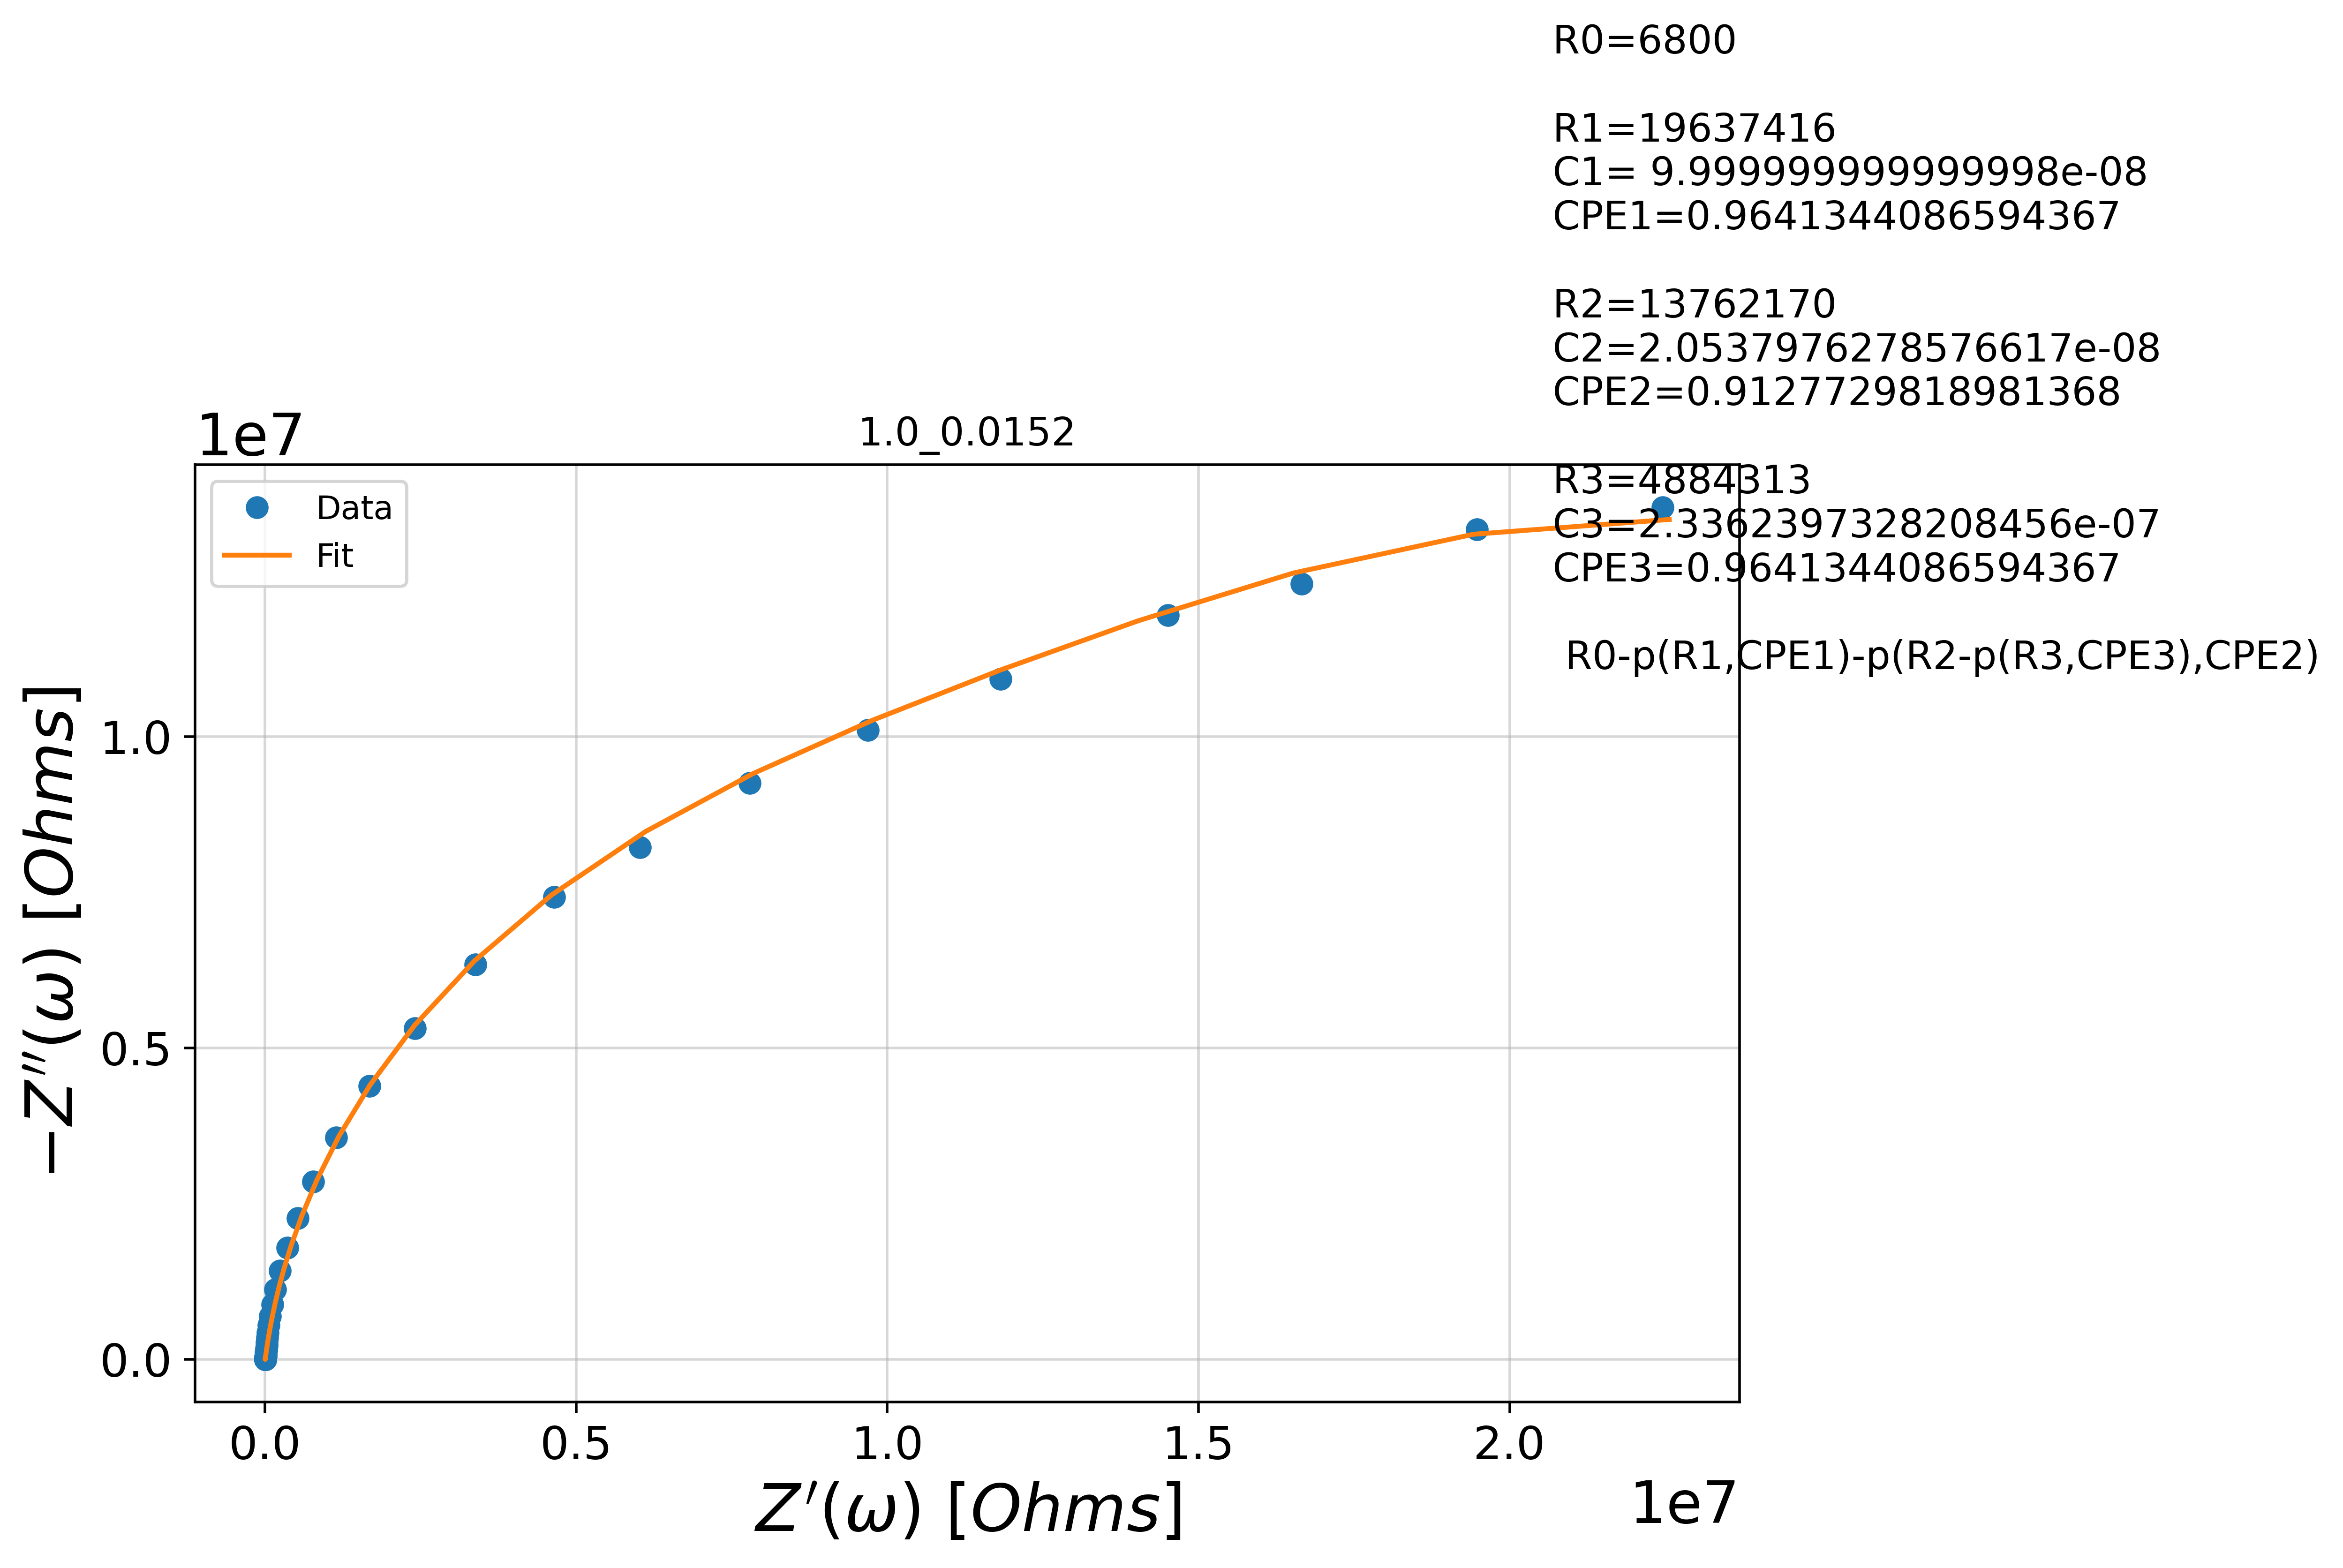 R0=6800
R1=19637416
C1= 9.999999999999998e-08
CPE1=0.9641344086594367
R2=13762170
C2=2.0537976278576617e-08
CPE2=0.9127729818981368
R3=4884313
C3=2.3362397328208456e-07
CPE3=0.9641344086594367
R0-p(R1,CPE1)-p(R2-p(R3,CPE3),CPE2)
1e7
1.0_0.0152
Data
Fit
−Z′′(ω) [Ohms]
1.0
0.5
0.0
0.0
0.5
1.0
1.5
2.0
Z′(ω) [Ohms]
1e7